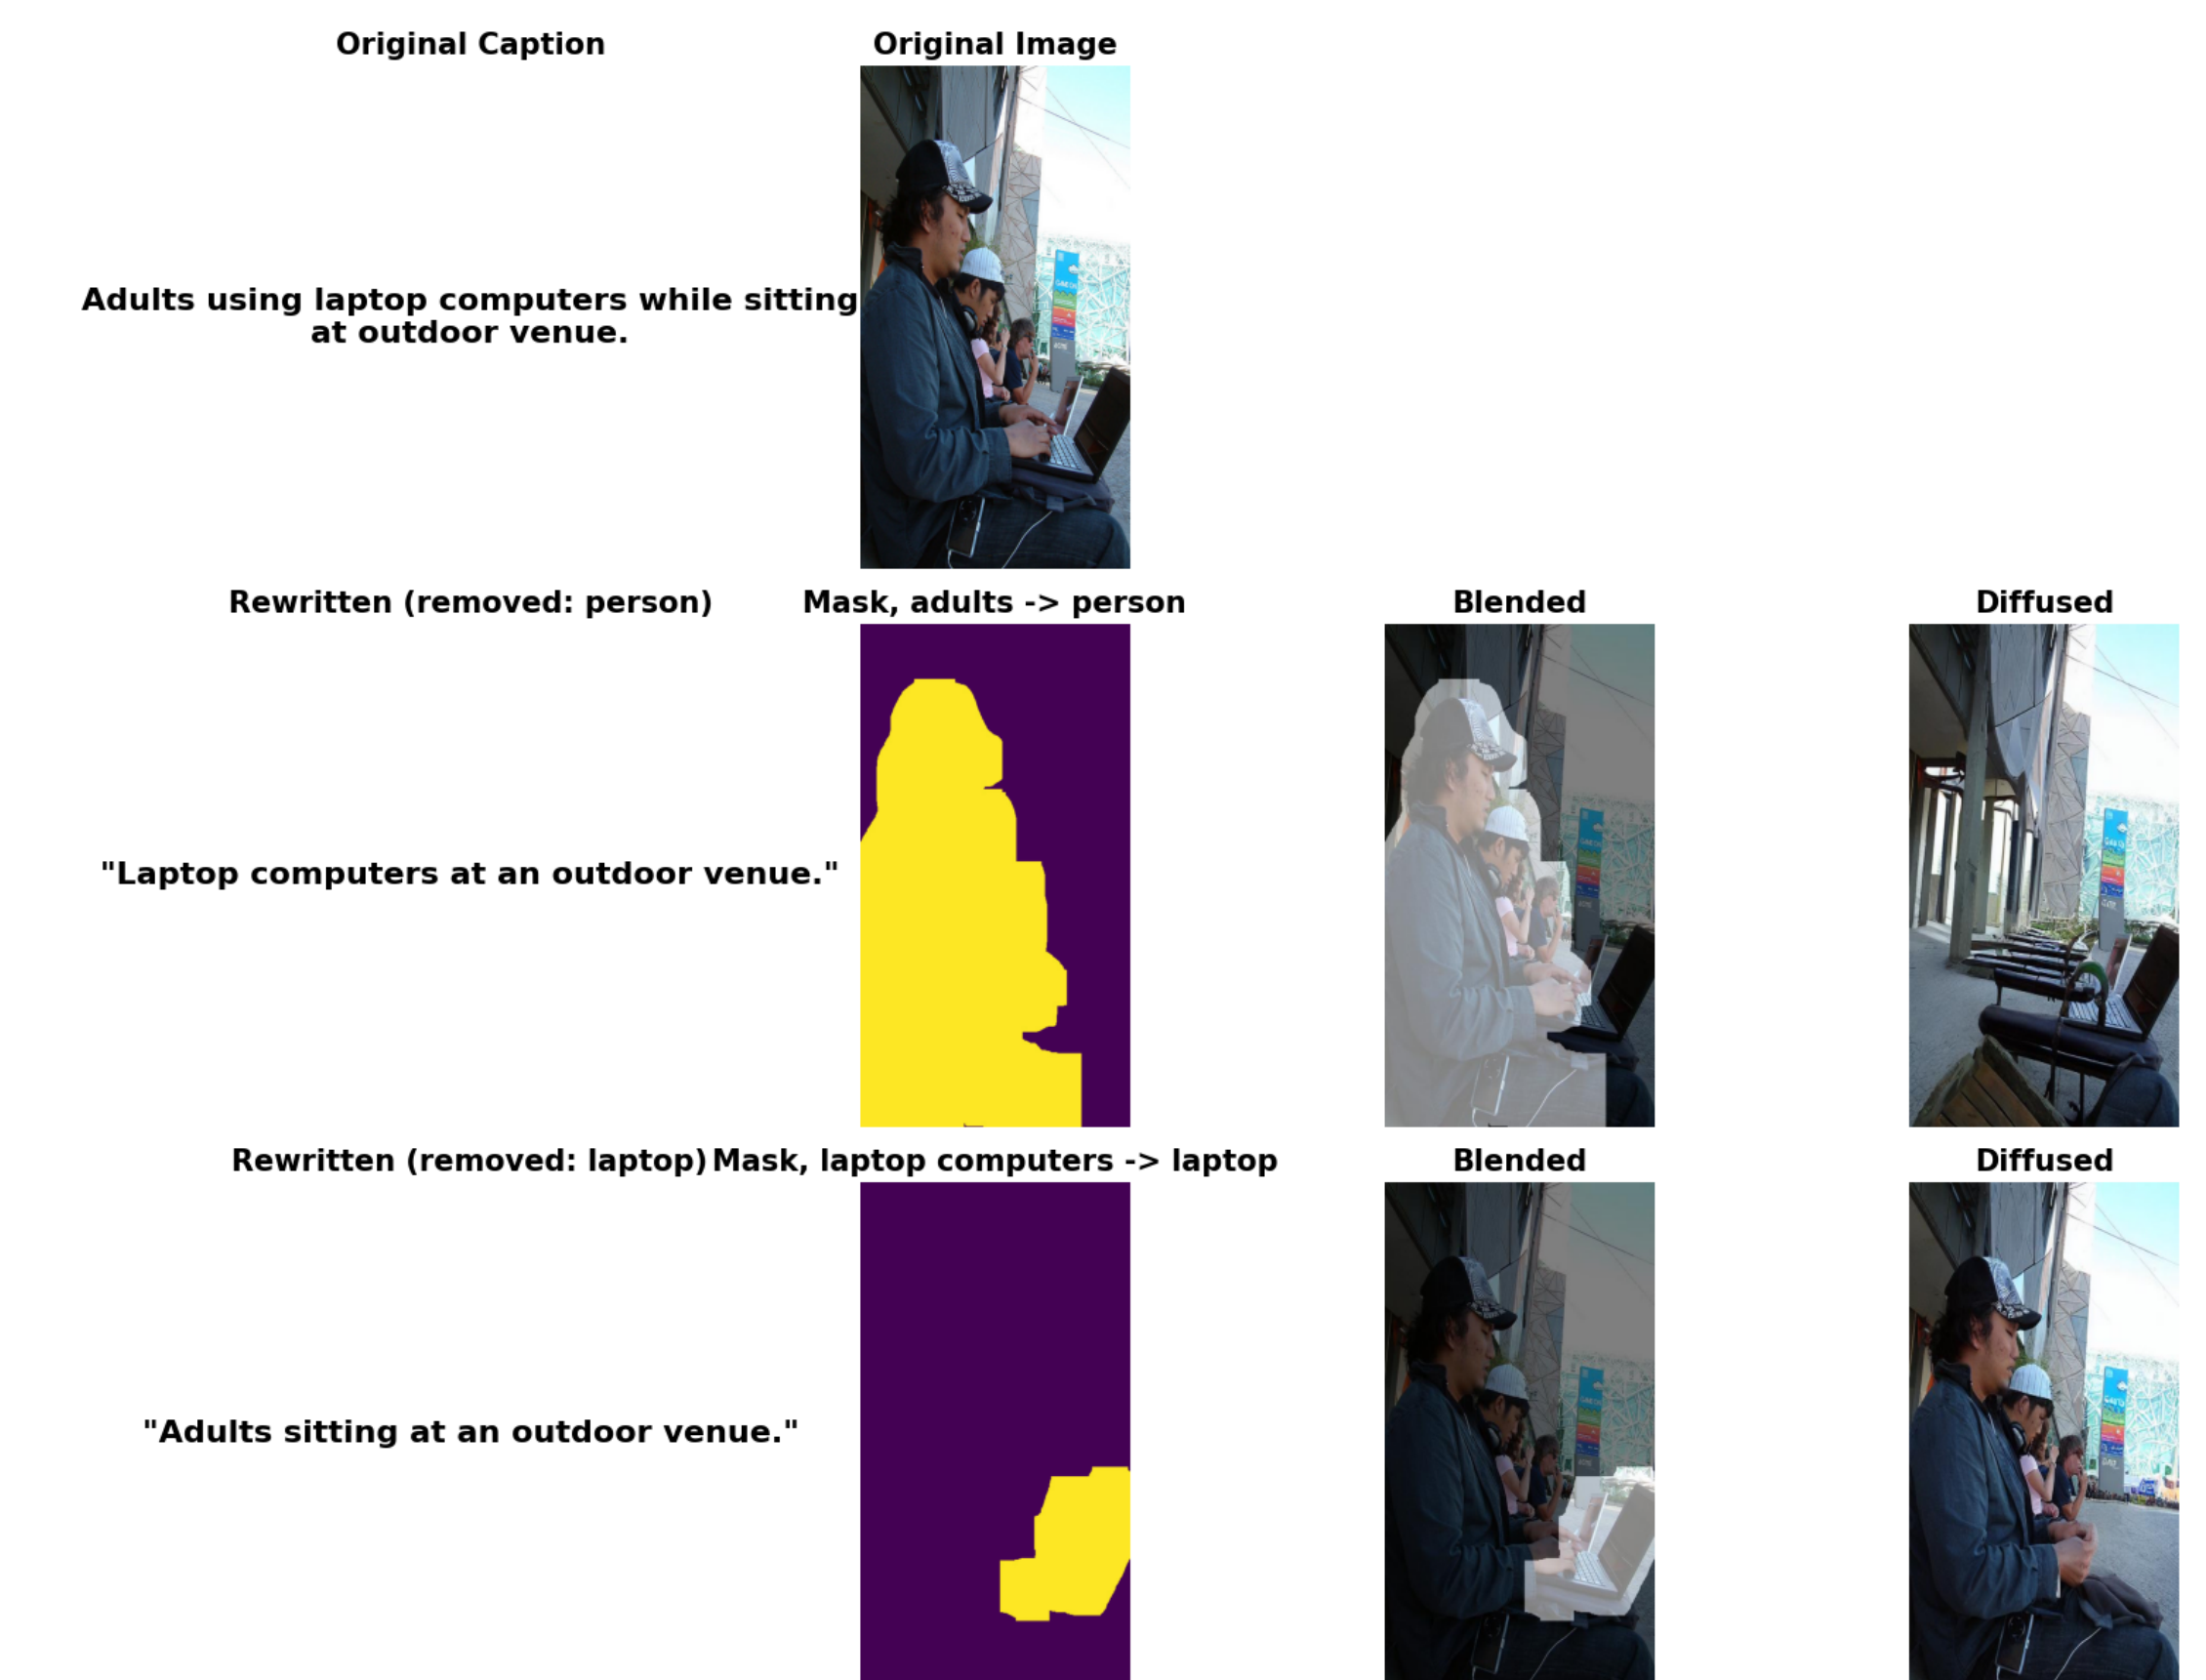 Original Caption
Original Image
Adults using laptop computers while sitting
at outdoor venue.
Rewritten (removed: person)
Mask, adults -> person
Blended
Diffused
"Laptop computers at an outdoor venue."
Rewritten (removed: laptop)
Mask, laptop computers -> laptop
Blended
Diffused
"Adults sitting at an outdoor venue."